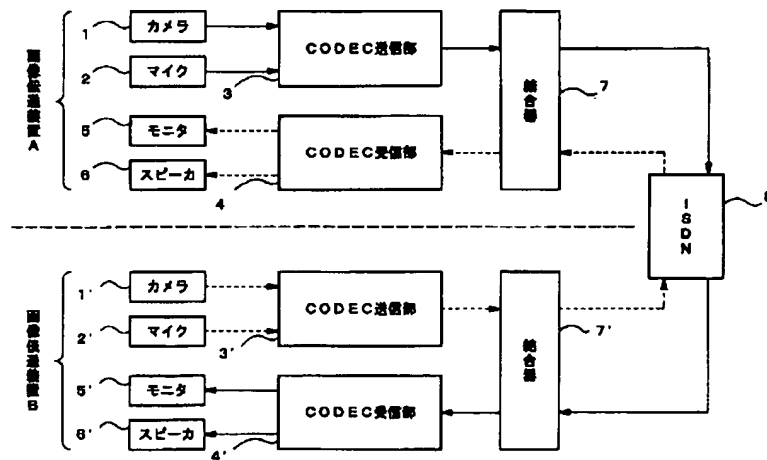 画像伝送装置A
1
カメラ
2
マイク
CODEC送信部
3
5
モニタ
6
スピーカ
CODEC受信部
4
結合部
7
ISDN
8
画像伝送装置B
1'
カメラ
2'
マイク
CODEC送信部
3'
5'
モニタ
6'
スピーカ
CODEC受信部
4'
結合部
7'